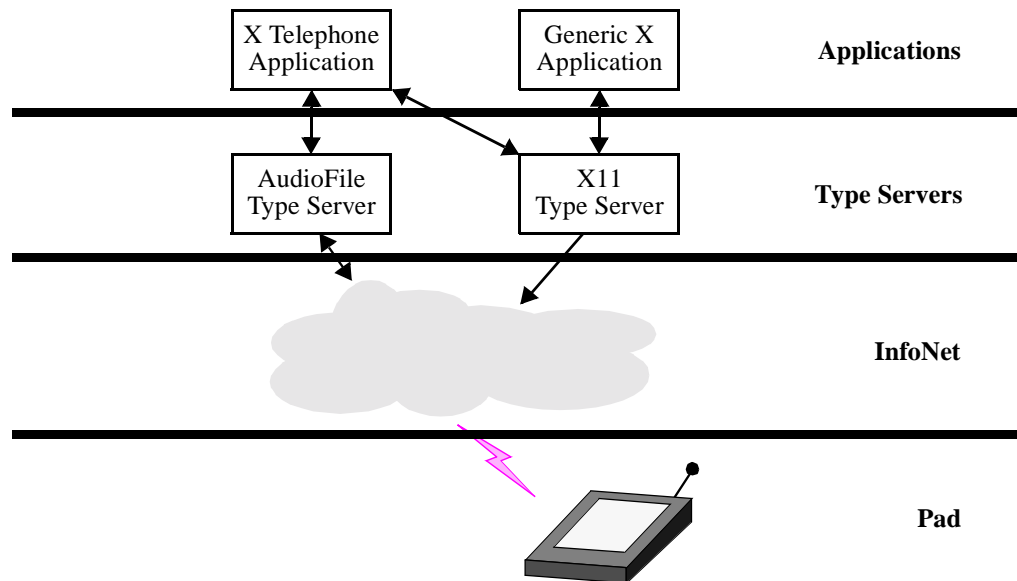 X Telephone
Application
Generic X
Application
Applications
AudioFile
Type Server
X11
Type Server
Type Servers
InfoNet
Pad